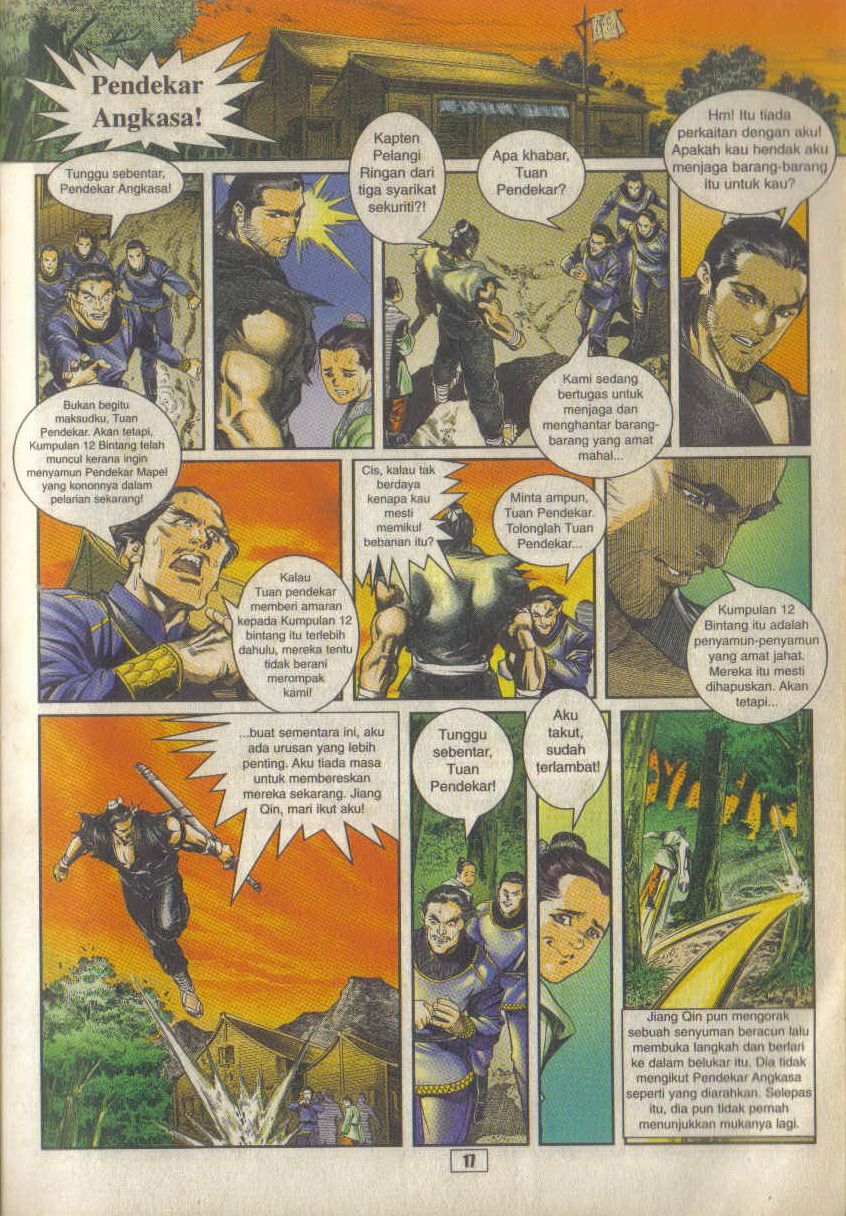 Pendekar
Angkasa!
Tunggu sebentar,
Pendekar Angkasa!
Kapten
Pelangi
Ringan dari
tiga syarikat
sekuriti?!
Apa khabar,
Tuan
Pendekar?
Kami sedang
bertugas untuk
menjaga dan
menghantar barang-
barang yang amat
mahal...
Hm! Itu tiada
perkaitan dengan aku!
Apakah kau hendak aku
menjaga barang-barang
itu untuk kau?
Bukan begitu
maksudku, Tuan
Pendekar. Akan tetapi,
Kumpulan 12 Bintang telah
muncul kerana ingin
menyamun Pendekar Mapel
yang kononnya dalam
pelarian sekarang!
Kalau
Tuan pendekar
memberi amaran
kepada Kumpulan 12
bintang itu terlebih
dahulu, mereka tentu
tidak berani
merompak
kami!
Cis, kalau tak
berdaya
kenapa kau
mesti
memikul
bebanan itu?
Minta ampun,
Tuan Pendekar.
Tolonglah Tuan
Pendekar...
Kumpulan 12
Bintang itu adalah
penyamun-penyamun
yang amat jahat.
Mereka itu mesti
dihapuskan. Akan
tetapi...
...buat sementara ini, aku
ada urusan yang lebih
penting. Aku tiada masa
untuk membereskan
mereka sekarang. Jiang
Qin, mari ikut aku!
Tunggu
sebentar,
Tuan
Pendekar!
Aku
takut,
sudah
terlambat!
Jiang Qin pun mengorak
sebuah senyuman beracun lalu
membuka langkah dan berlari
ke dalam belukar itu. Dia tidak
mengikut Pendekar Angkasa
seperti yang diarahkan. Selepas
itu, dia pun tidak pernah
menunjukkan mukanya lagi.
17